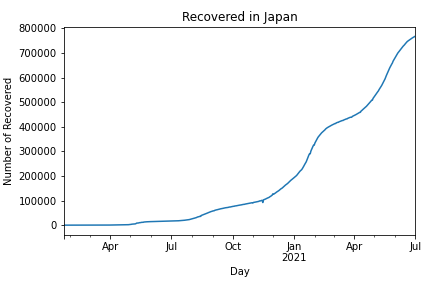 Recovered in Japan
800000
700000
600000
500000
400000
300000
200000
100000
0
Number of Recovered
Apr
Jul
Oct
Jan
2021
Apr
Jul
Day